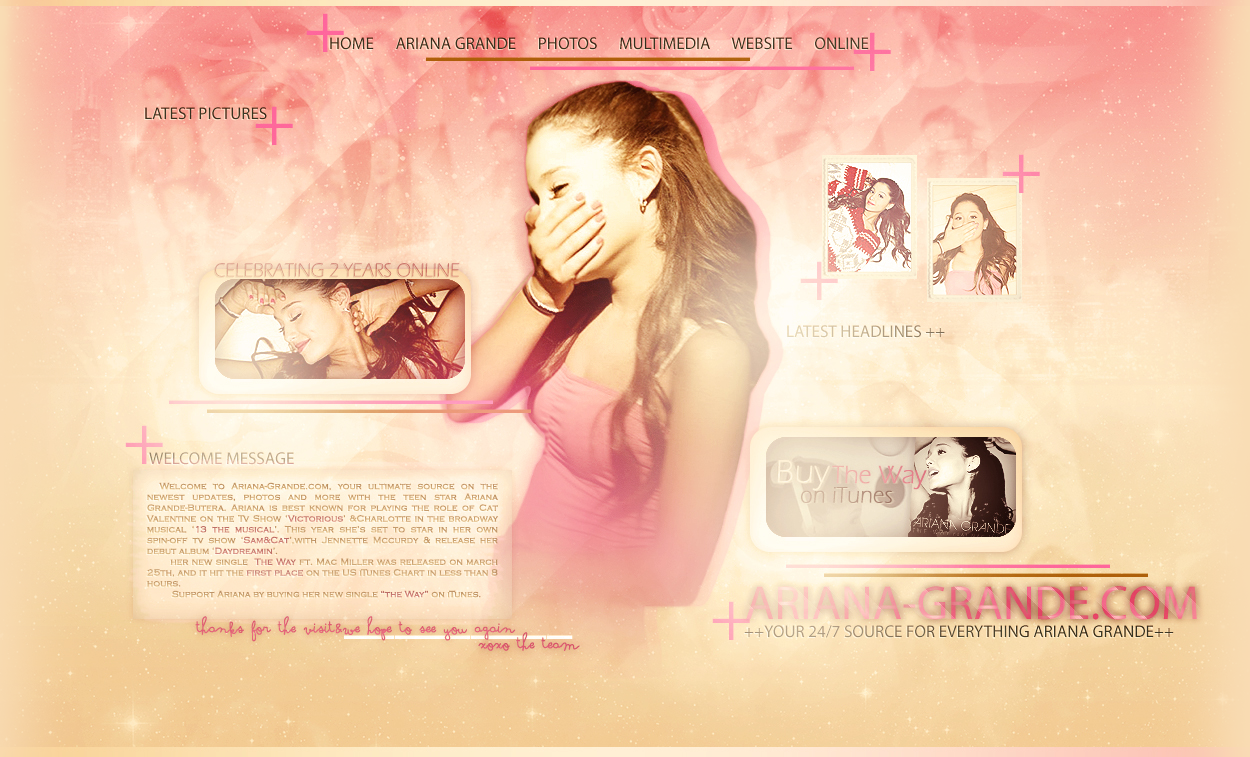 HOME ARIANA GRANDE PHOTOS MULTIMEDIA WEBSITE ONLINE
LATEST PICTURES
CELEBRATING 2 YEARS ONLINE
LATEST HEADLINES ++
WELCOME MESSAGE
WELCOME TO ARIANA-GRANDE.COM, YOUR ULTIMATE SOURCE ON THE
NEWEST UPDATES, PHOTOS AND MORE WITH THE TEEN STAR ARIANA
GRANDE-BUTERA. ARIANA IS BEST KNOWN FOR PLAYING THE ROLE OF CAT
VALENTINE ON THE TV SHOW 'VICTORIOUS' &CHARLOTTE IN THE BROADWAY
MUSICAL '13 THE MUSICAL'. THIS YEAR SHE'S SET TO STAR IN HER OWN
SPIN-OFF TV SHOW 'SAM&CAT'.WITH JENNETTE MCCURDY & RELEASE HER
DEBUT ALBUM 'DAYDREAMIN'.
HER NEW SINGLE THE WAY FT. MAC MILLER WAS RELEASED ON MARCH
25TH, AND IT HIT THE FIRST PLACE ON THE US ITUNES CHART IN LESS THAN 8
HOURS.
SUPPORT ARIANA BY BUYING HER NEW SINGLE "THE WAY" ON ITUNES.
thanks for the visit&we hope to see you again
xoxo the team
Buy The Way
on iTunes
ARIANA GRANDE
ARIANA-GRANDE.COM
++YOUR 24/7 SOURCE FOR EVERYTHING ARIANA GRANDE++